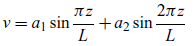 v = a₁ sin πz/L + a₂ sin 2πz/L